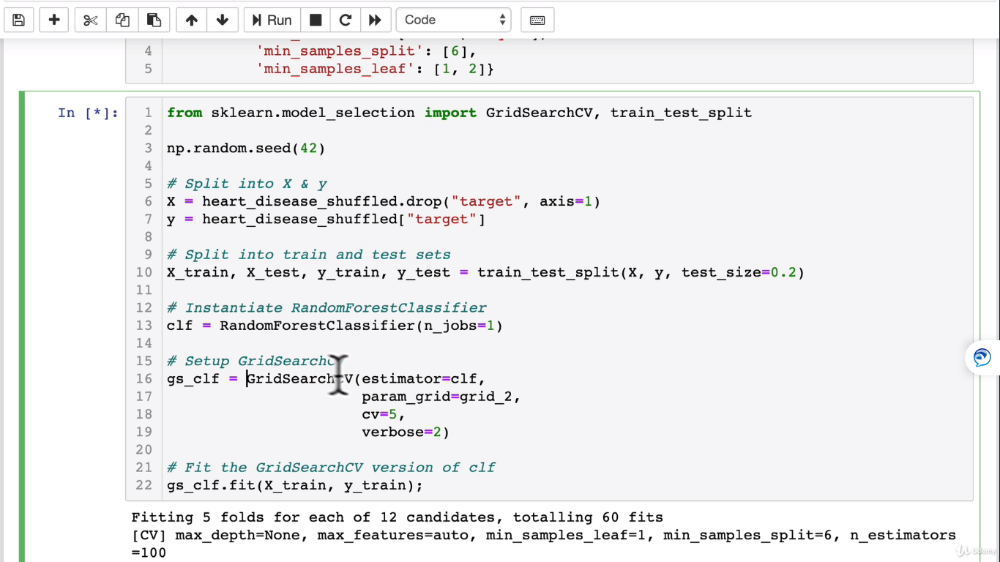 Run
Code
4 'min_samples_split': [6],
5 'min_samples_leaf': [1, 2]}
In [*]:
1 from sklearn.model_selection import GridSearchCV, train_test_split
2
3 np.random.seed(42)
4
5 # Split into X & y
6 X = heart_disease_shuffled.drop("target", axis=1)
7 y = heart_disease_shuffled["target"]
8
9 # Split into train and test sets
10 X_train, X_test, y_train, y_test = train_test_split(X, y, test_size=0.2)
11
12 # Instantiate RandomForestClassifier
13 clf = RandomForestClassifier(n_jobs=1)
14
15 # Setup GridSearchCV
16 gs_clf = GridSearchCV(estimator=clf,
17 param_grid=grid_2,
18 cv=5,
19 verbose=2)
20
21 # Fit the GridSearchCV version of clf
22 gs_clf.fit(X_train, y_train);
Fitting 5 folds for each of 12 candidates, totalling 60 fits
[CV] max_depth=None, max_features=auto, min_samples_leaf=1, min_samples_split=6, n_estimators
=100
Udemy